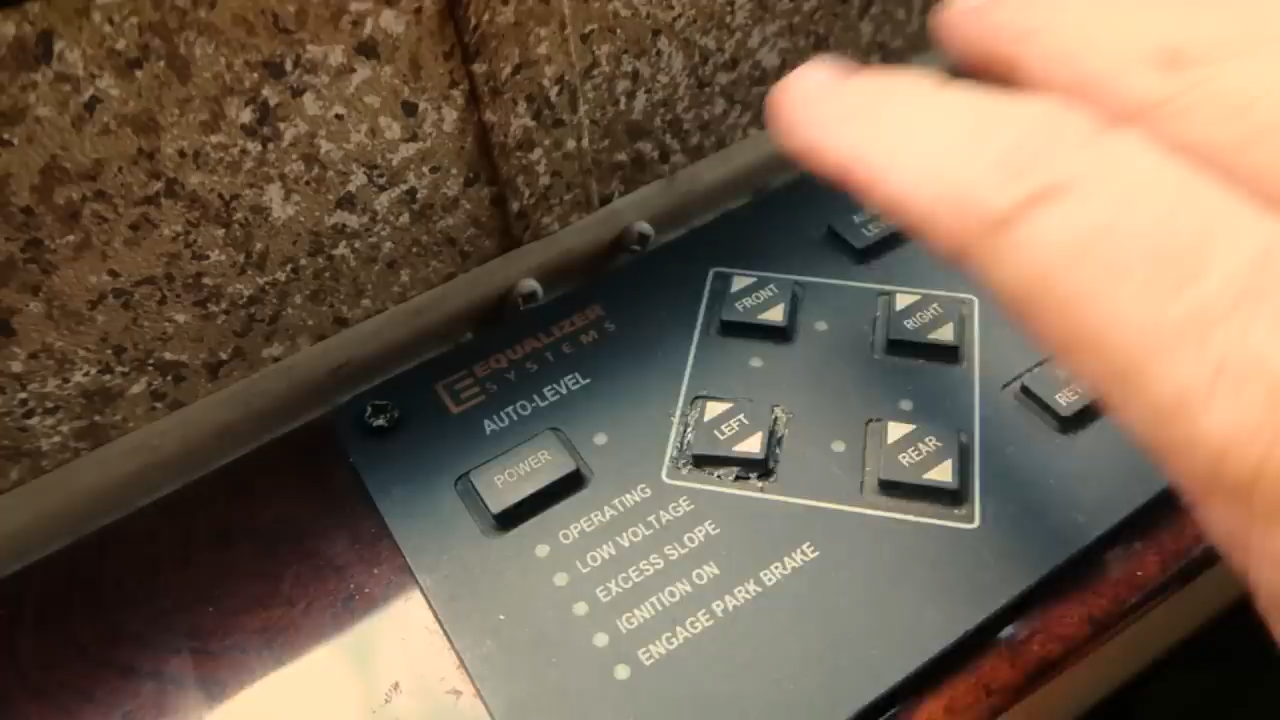 EQUALIZER
SYSTEMS
AUTO-LEVEL
POWER
FRONT
RIGHT
LEFT
REAR
OPERATING
LOW VOLTAGE
EXCESS SLOPE
IGNITION ON
ENGAGE PARK BRAKE